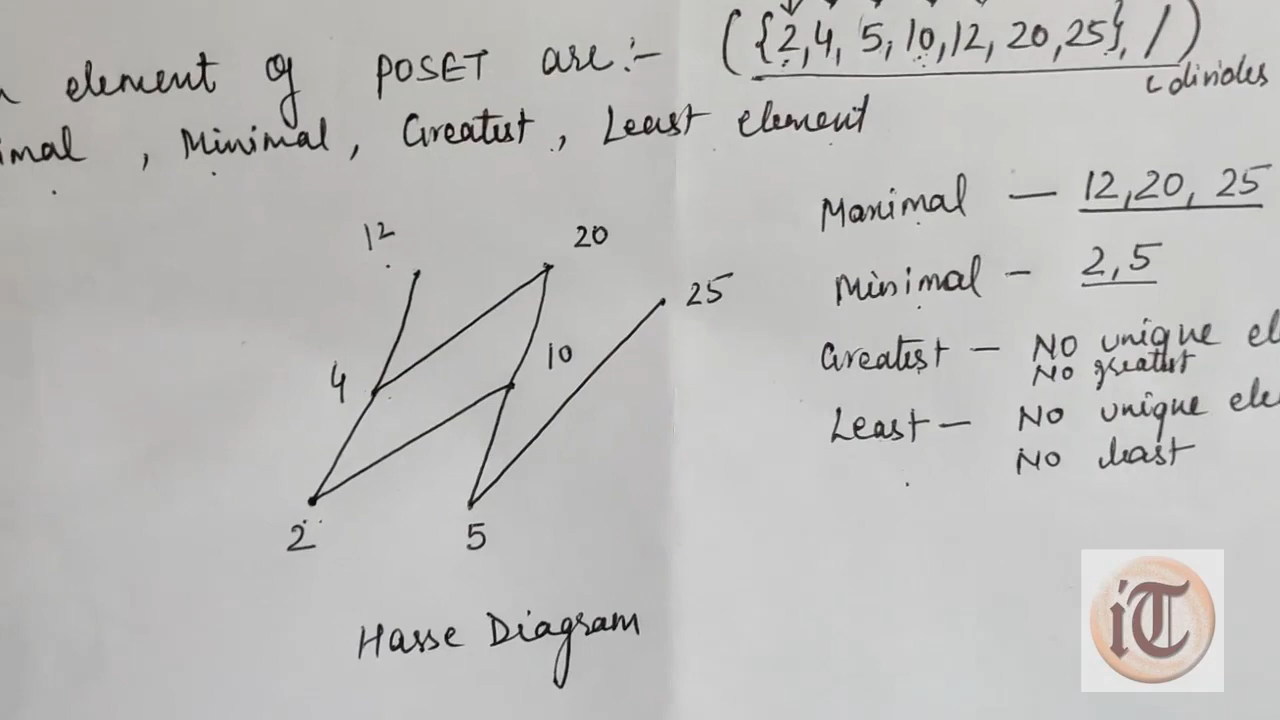 element of POSET are:- ({2,4, 5, 10, 12, 20, 25}, /)
divides
, Minimal, Greatest, Least element
Maximal — 12, 20, 25
Minimal - 2, 5
Greatest — NO unique
NO greatest
Least — NO unique
NO least
12
20
25
4
10
2
5
Hasse Diagram
iT